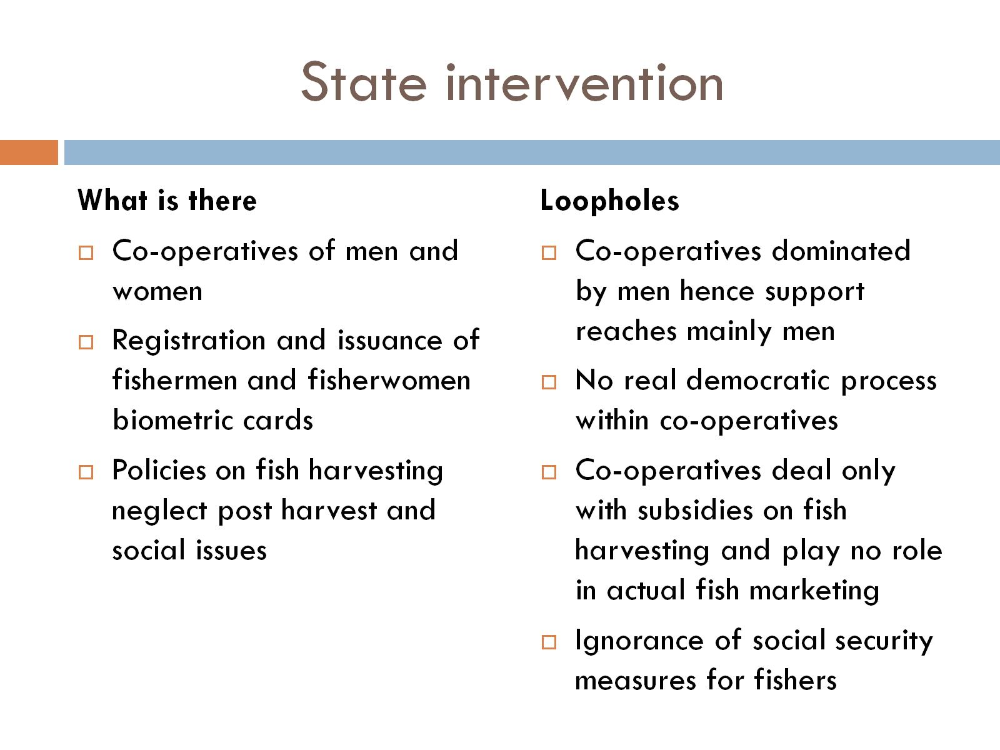 State intervention
What is there
Co-operatives of men and
women
Registration and issuance of
fishermen and fisherwomen
biometric cards
Policies on fish harvesting
neglect post harvest and
social issues
Loopholes
Co-operatives dominated
by men hence support
reaches mainly men
No real democratic process
within co-operatives
Co-operatives deal only
with subsidies on fish
harvesting and play no role
in actual fish marketing
Ignorance of social security
measures for fishers